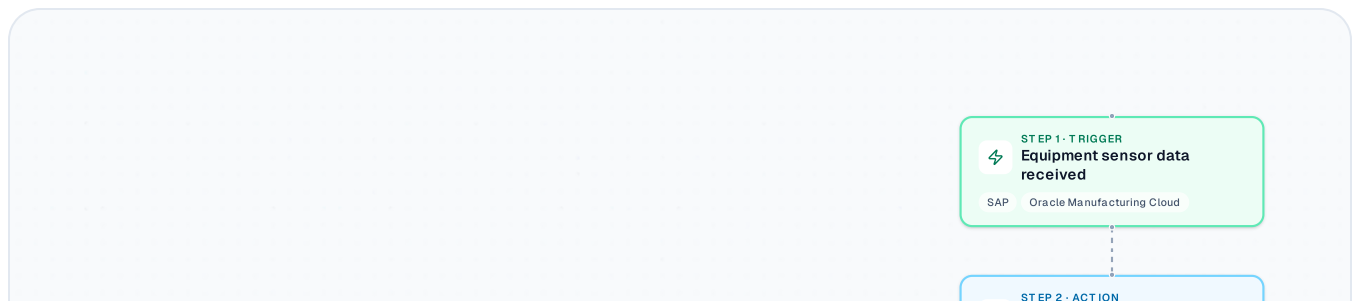 STEP 1 · TRIGGER
Equipment sensor data
received
SAP Oracle Manufacturing Cloud
STEP 2 · ACTION